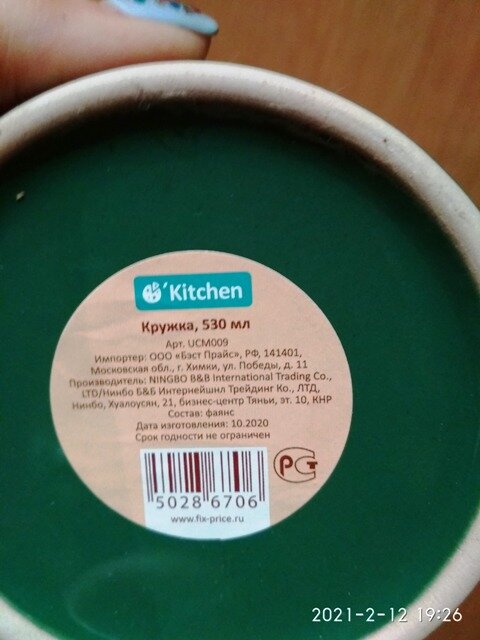 'Kitchen
Кружка, 530 мл
Арт. UCM009
Импортер: ООО «Бэст Прайс», РФ, 141401,
Московская обл., г. Химки, ул. Победы, д. 11
Производитель: NINGBO B&B International Trading Co.,
LTD/Нинбо Б&Б Интернейшнл Трейдинг Ко., ЛТД,
Нинбо, Хуалоусян, 21, бизнес-центр Тяньи, эт. 10, КНР
Состав: фаянс
Дата изготовления: 10.2020
Срок годности не ограничен
РСТ
50286706
www.fix-price.ru
2021-2-12 19:26